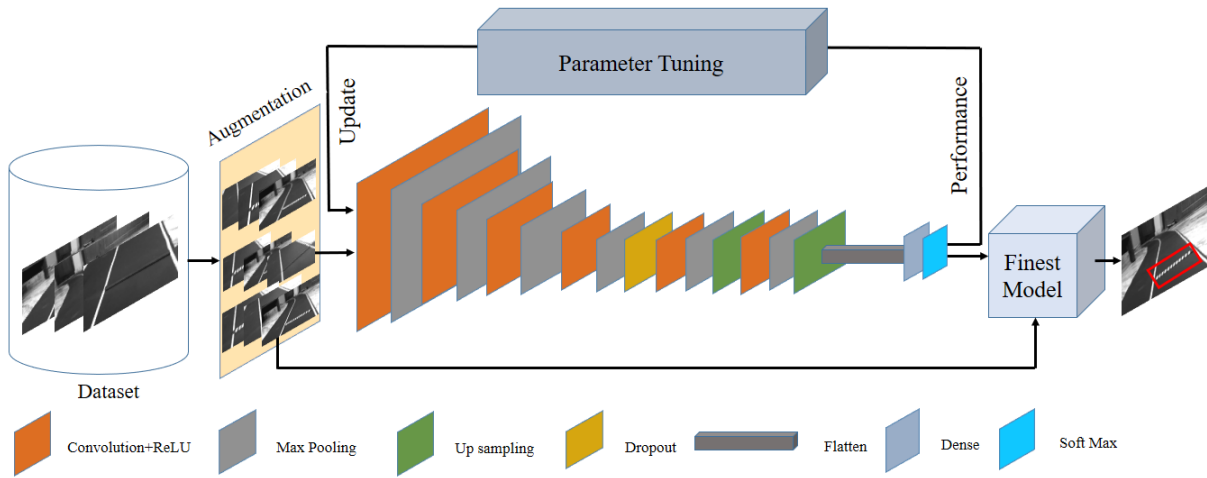 Parameter Tuning
Augmentation
Update
Performance
Finest
Model
Dataset
Convolution+ReLU
Max Pooling
Up sampling
Dropout
Flatten
Dense
Soft Max